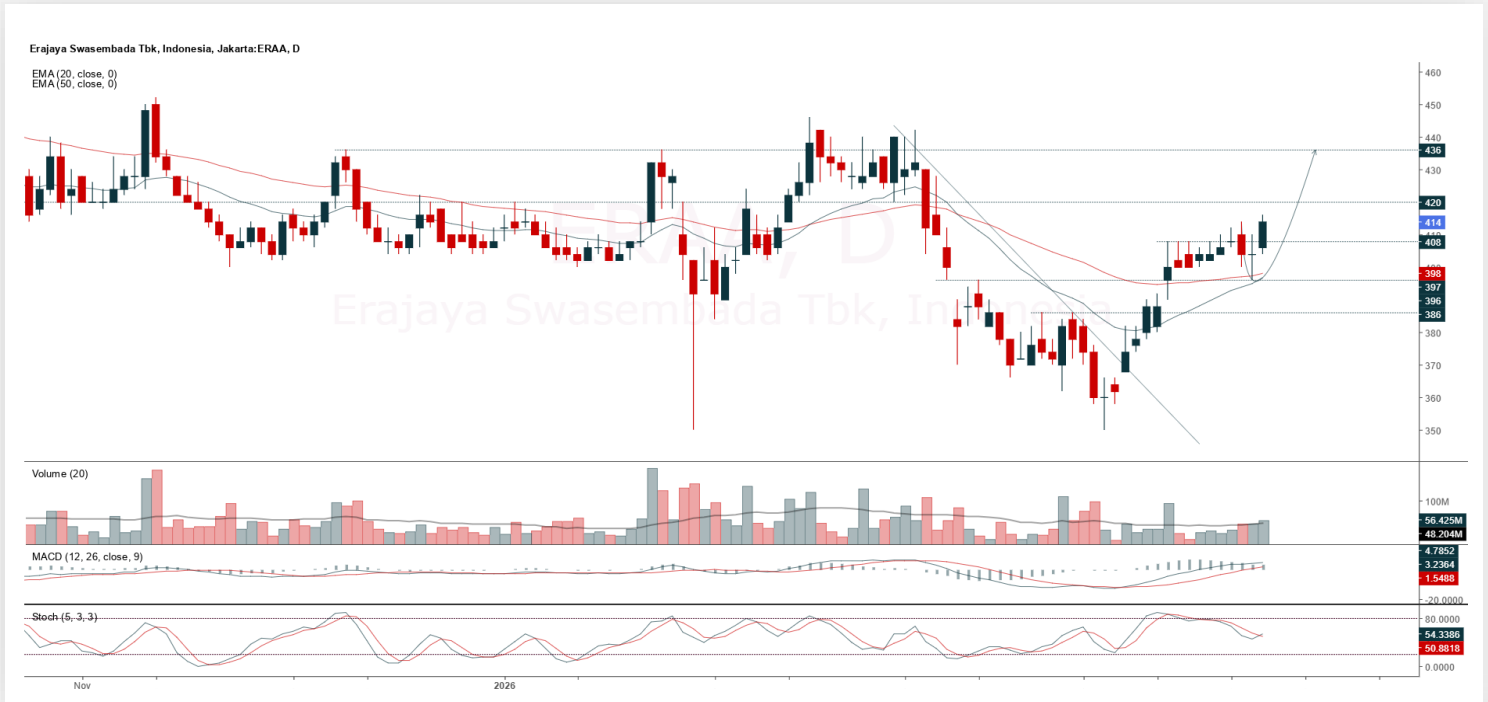 Erajaya Swasembada Tbk, Indonesia, Jakarta:ERAA, D
EMA (20, close, 0)
EMA (50, close, 0)
460
450
440
436
430
420
414
410
408
400
398
397
396
386
380
370
360
350
ERAA, D
Erajaya Swasembada Tbk, Indonesia
Volume (20)
100M
56.425M
48.204M
MACD (12, 26, close, 9)
4.7852
3.2364
1.5488
-20.0000
Stoch (5, 3, 3)
80.0000
54.3386
50.8818
0.0000
Nov
2026